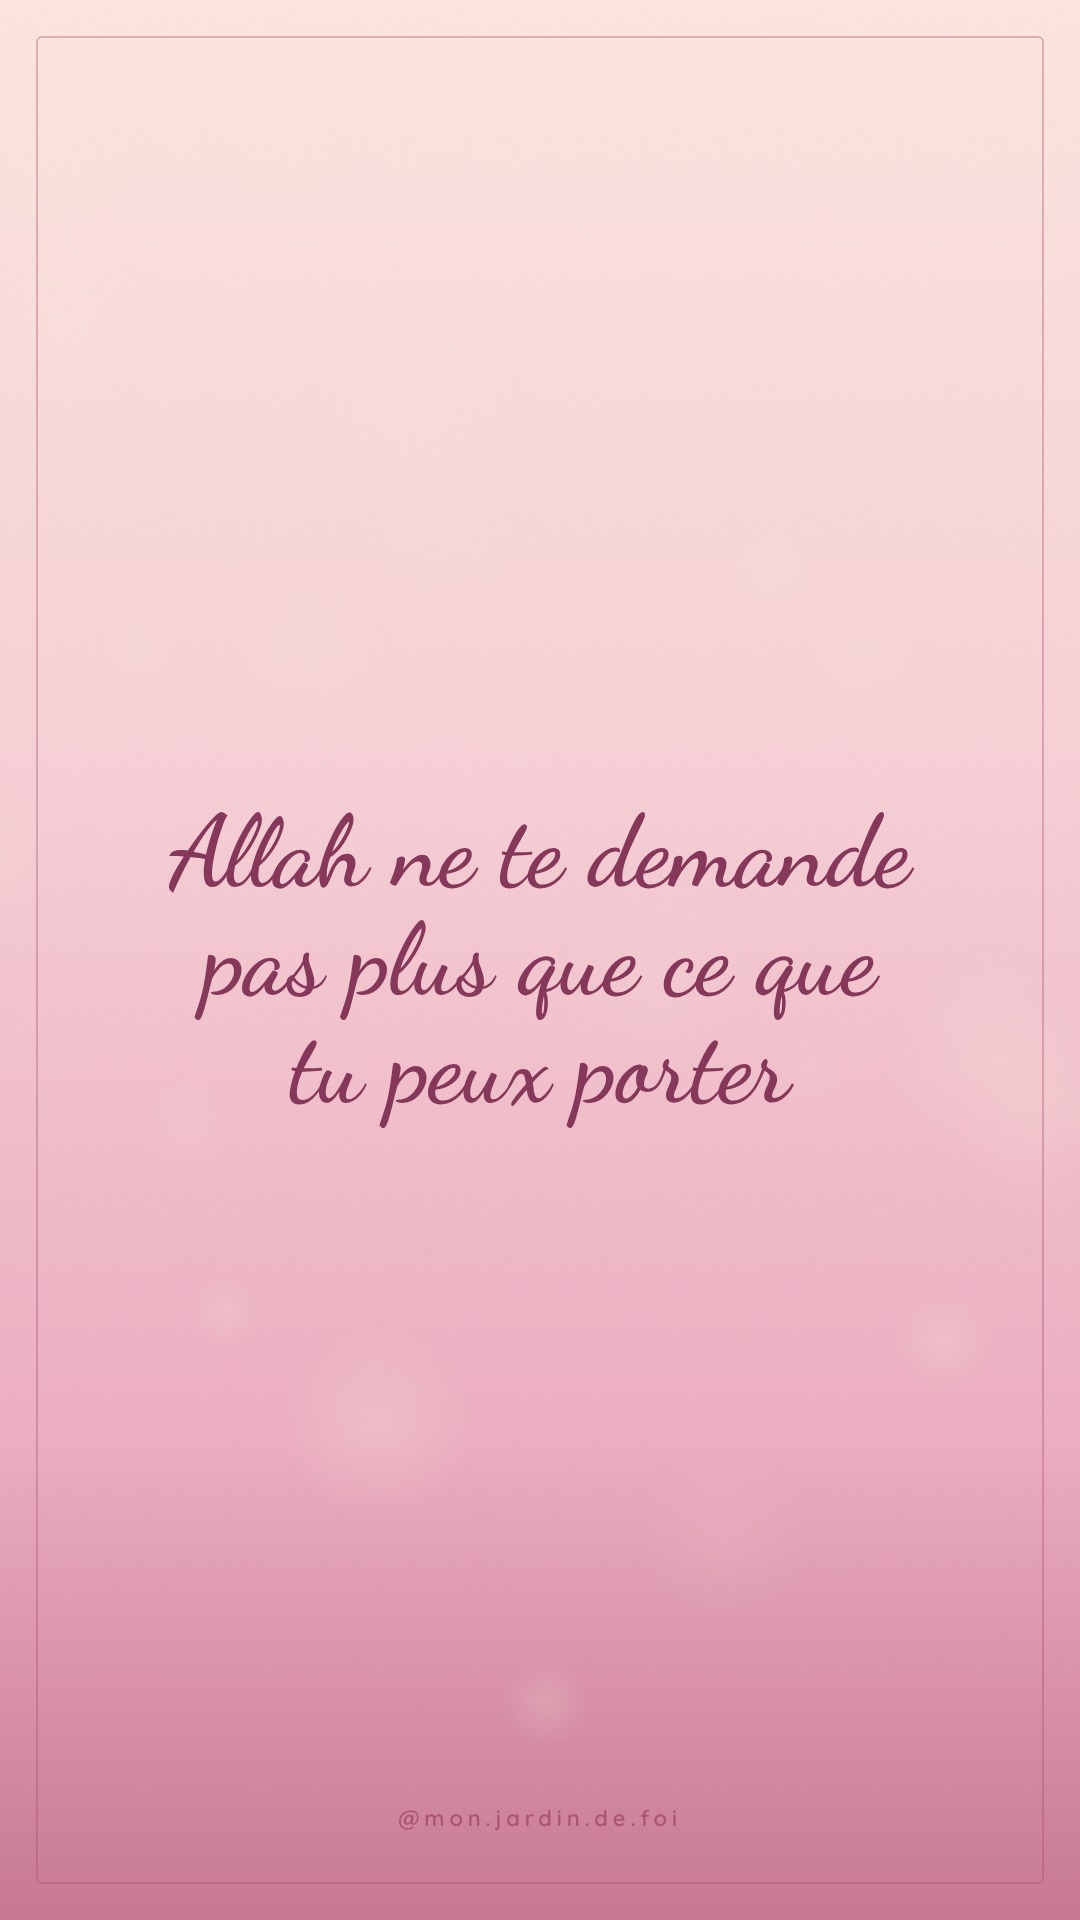 Allah ne te demande
pas plus que ce que
tu peux porter
@mon.jardin.de.foi